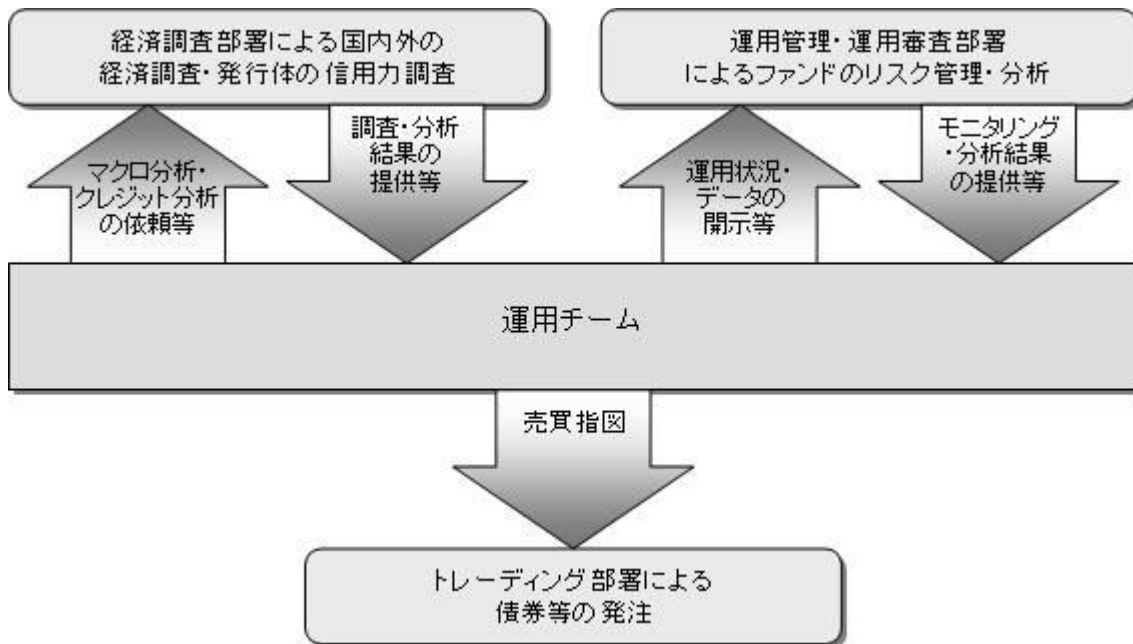 経済調査部署による国内外の
経済調査・発行体の信用力調査
運用管理・運用審査部署
によるファンドのリスク管理・分析
マクロ分析・
クレジット分析
の依頼等
調査・分析
結果の
提供等
運用状況・
データの
開示等
モニタリング
・分析結果
の提供等
運用チーム
売買指図
トレーディング部署による
債券等の発注